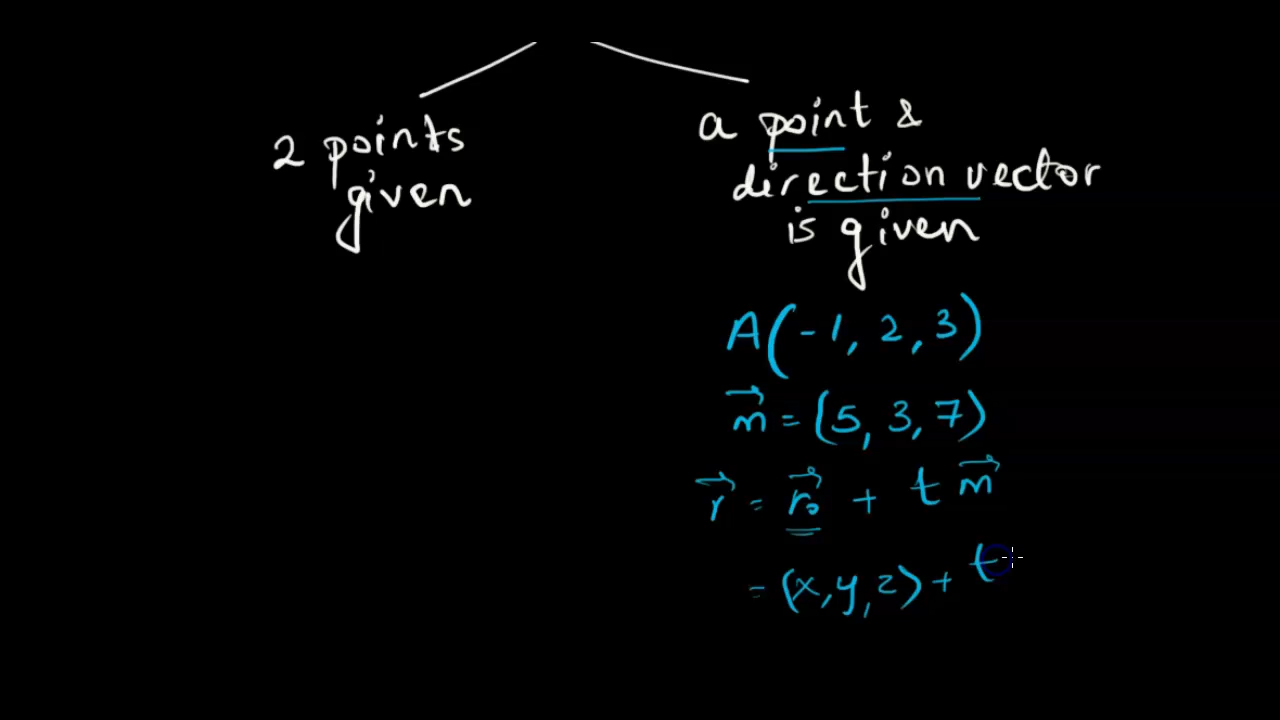 2 points
given
a point &
direction vector
is given
A(-1, 2, 3)
m⃗ = (5, 3, 7)
r⃗ = r⃗₀ + t m⃗
= (x, y, z) + t